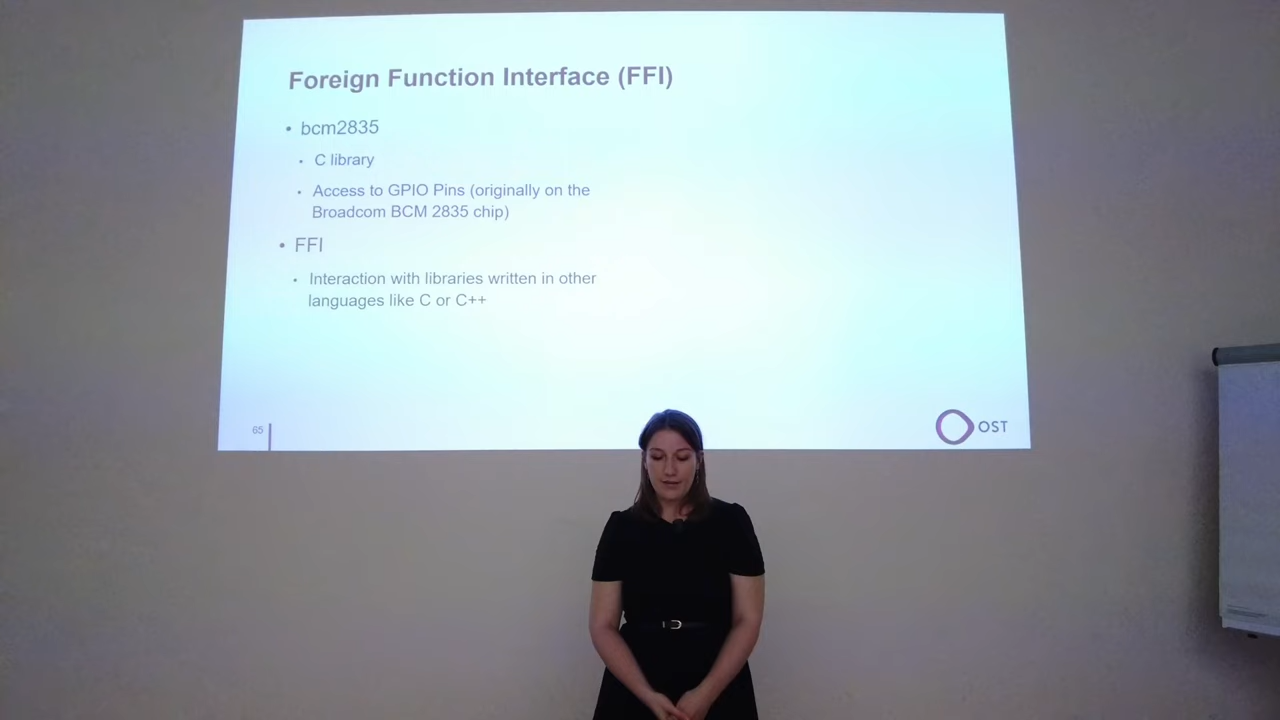 Foreign Function Interface (FFI)
• bcm2835
• C library
• Access to GPIO Pins (originally on the
Broadcom BCM 2835 chip)
• FFI
• Interaction with libraries written in other
languages like C or C++
65
OST